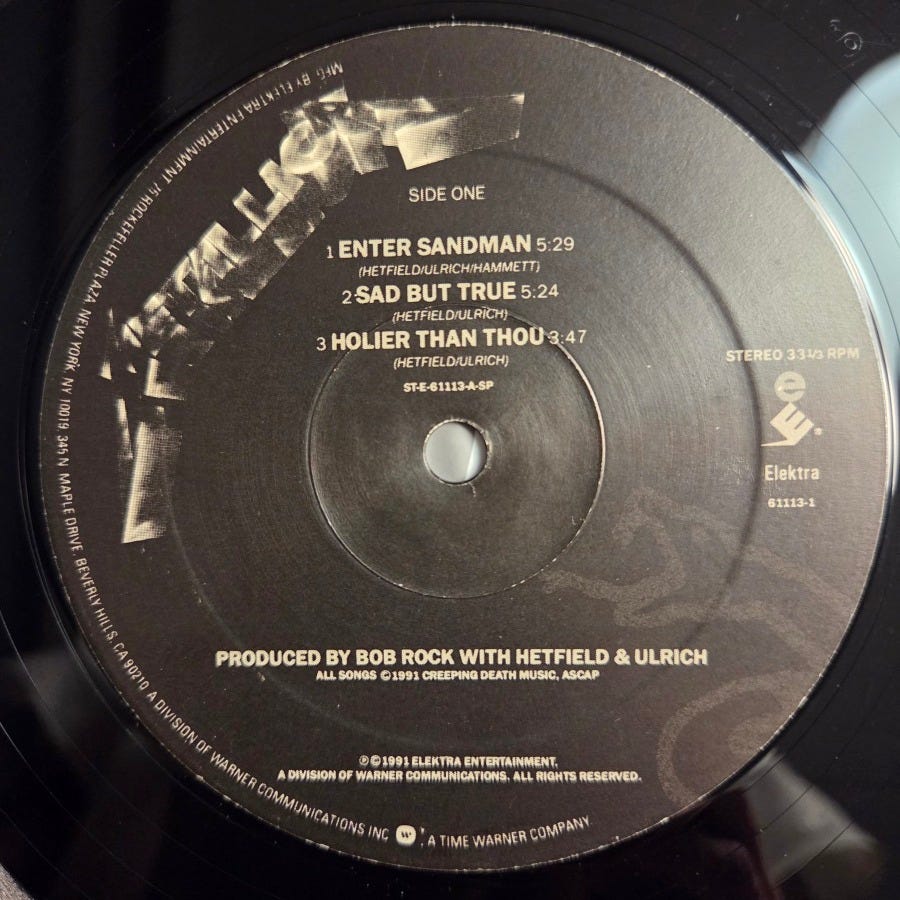 METALLICA
SIDE ONE
1 ENTER SANDMAN 5:29
(HETFIELD/ULRICH/HAMMETT)
2 SAD BUT TRUE 5:24
(HETFIELD/ULRICH)
3 HOLIER THAN THOU 3:47
(HETFIELD/ULRICH)
ST-E-61113-A-SP
STEREO 33 1/3 RPM
e
E®
Elektra
61113-1
PRODUCED BY BOB ROCK WITH HETFIELD & ULRICH
ALL SONGS ©1991 CREEPING DEATH MUSIC, ASCAP
℗©1991 ELEKTRA ENTERTAINMENT,
A DIVISION OF WARNER COMMUNICATIONS. ALL RIGHTS RESERVED.
MFG. BY ELEKTRA ENTERTAINMENT, 75 ROCKEFELLER PLAZA, NEW YORK, NY 10019. 345 N. MAPLE DRIVE, BEVERLY HILLS, CA 90210 A DIVISION OF WARNER COMMUNICATIONS INC. , A TIME WARNER COMPANY